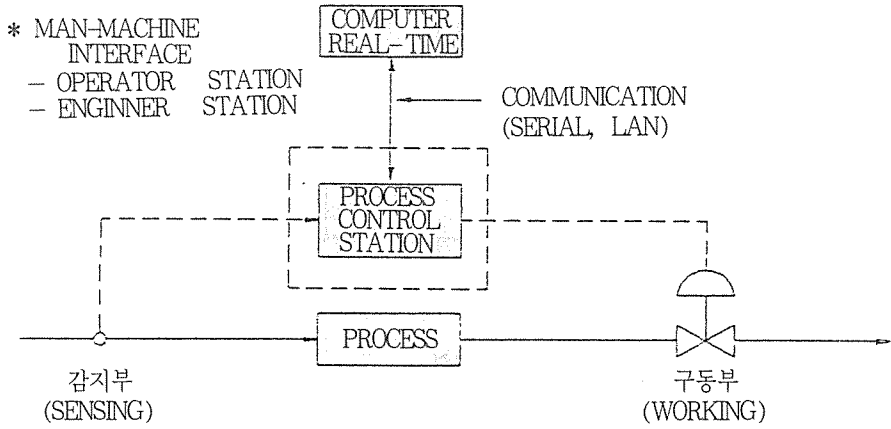 * MAN-MACHINE
INTERFACE
- OPERATOR STATION
- ENGINNER STATION
COMPUTER
REAL-TIME
COMMUNICATION
(SERIAL, LAN)
PROCESS
CONTROL
STATION
PROCESS
감지부
(SENSING)
구동부
(WORKING)